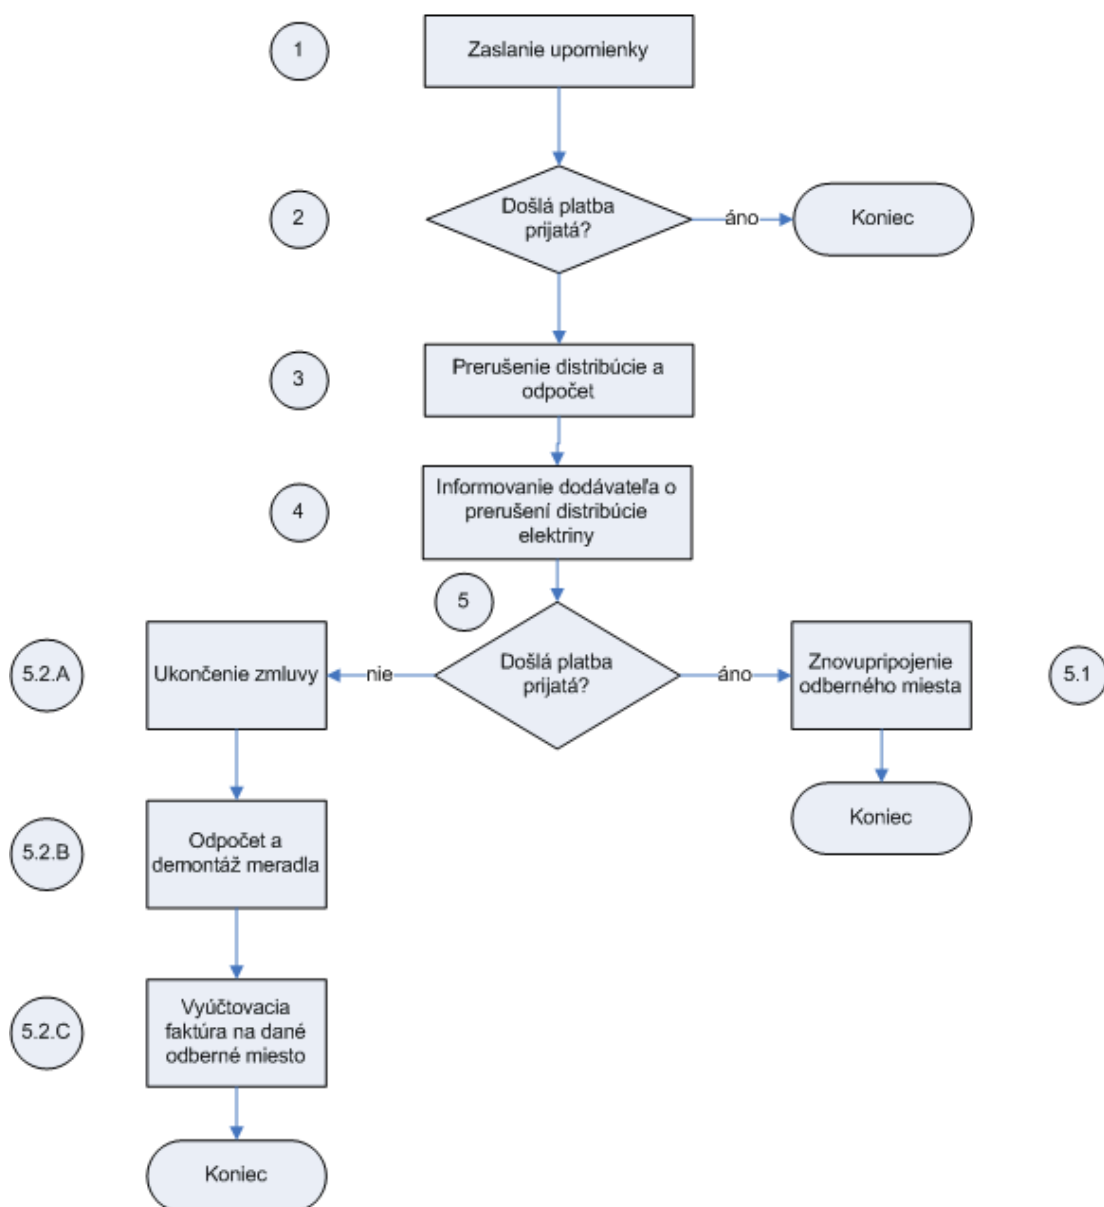 1
Zaslanie upomienky
2
Došlá platba
prijatá?
áno
Koniec
3
Prerušenie distribúcie a
odpočet
4
Informovanie dodávateľa o
prerušení distribúcie
elektriny
5
5.2.A
Ukončenie zmluvy
nie
Došlá platba
prijatá?
áno
Znovupripojenie
odberného miesta
5.1
Koniec
5.2.B
Odpočet a
demontáž meradla
5.2.C
Vyúčtovacia
faktúra na dané
odberné miesto
Koniec